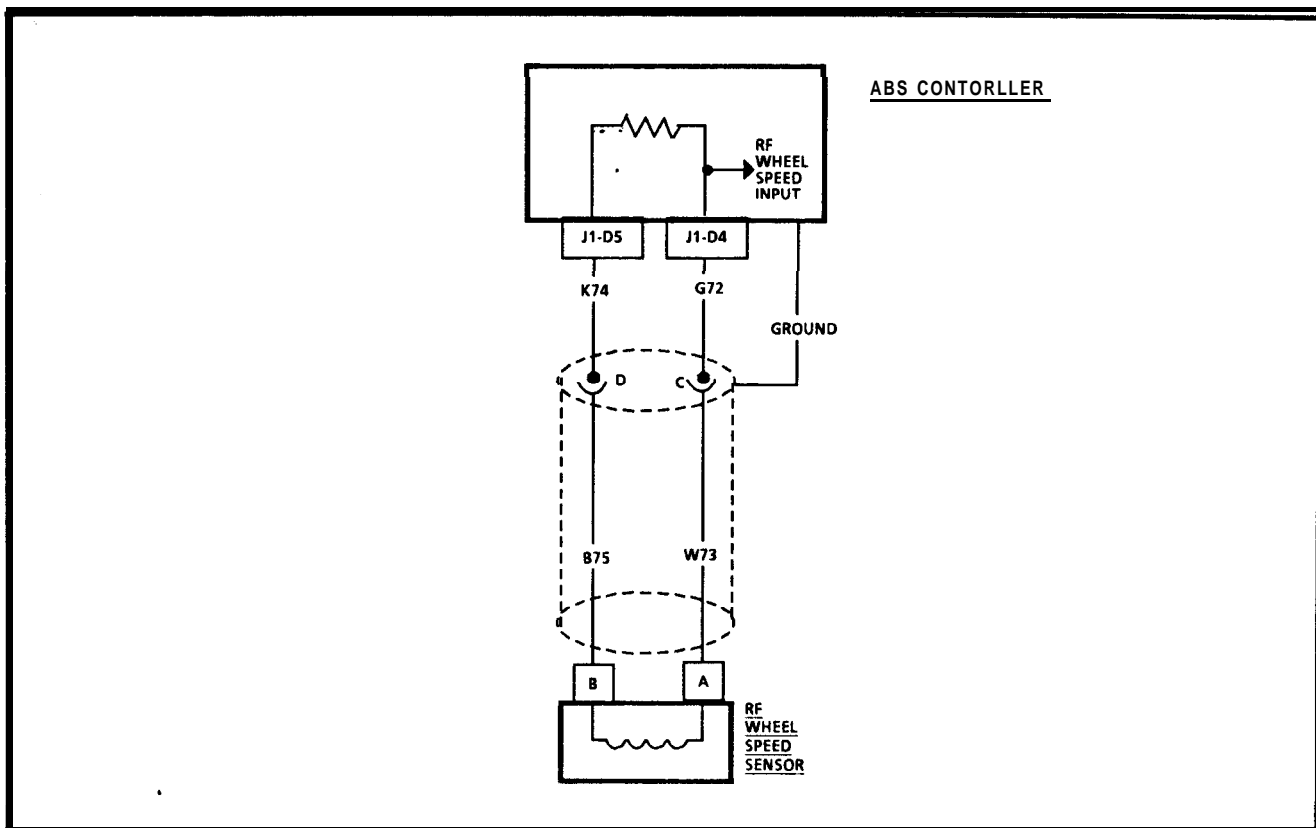 ABS CONTORLLER
RF
WHEEL
SPEED
INPUT
J1-D5
J1-D4
K74
G72
GROUND
D
C
B75
W73
B
A
RF
WHEEL
SPEED
SENSOR